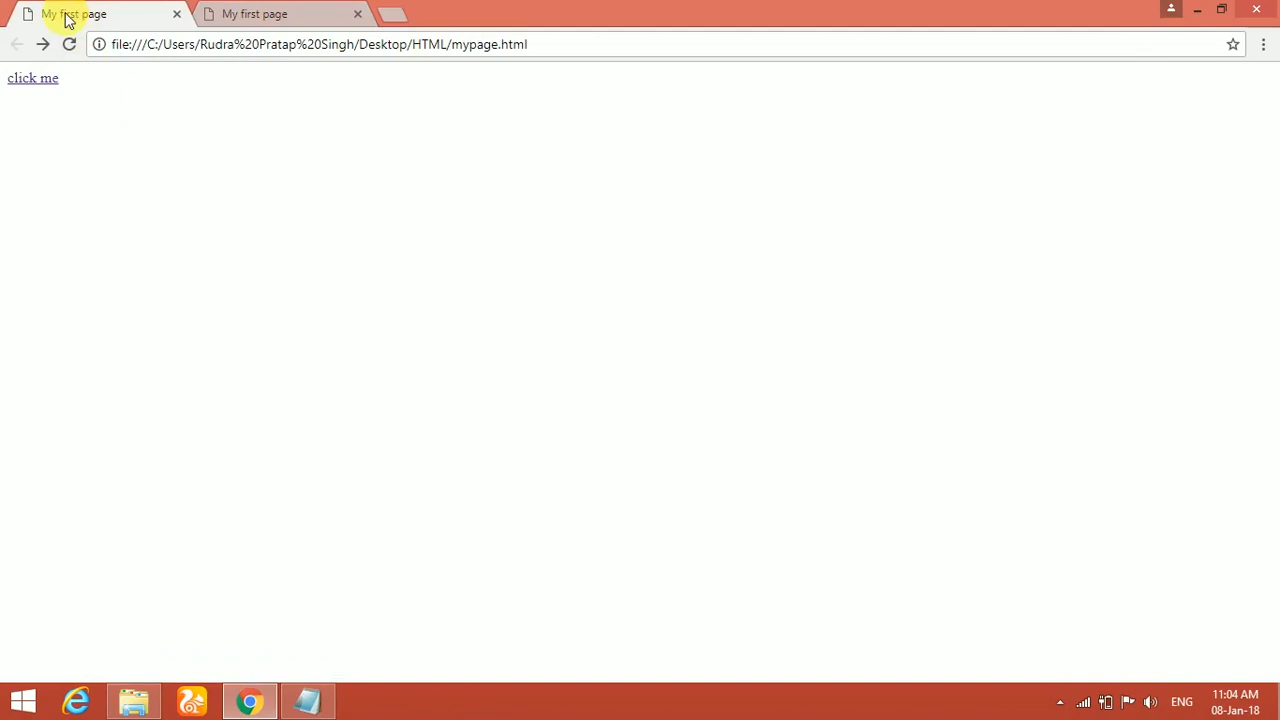 My first page
My first page
file:///C:/Users/Rudra%20Pratap%20Singh/Desktop/HTML/mypage.html
click me
ENG
11:04 AM
08-Jan-18